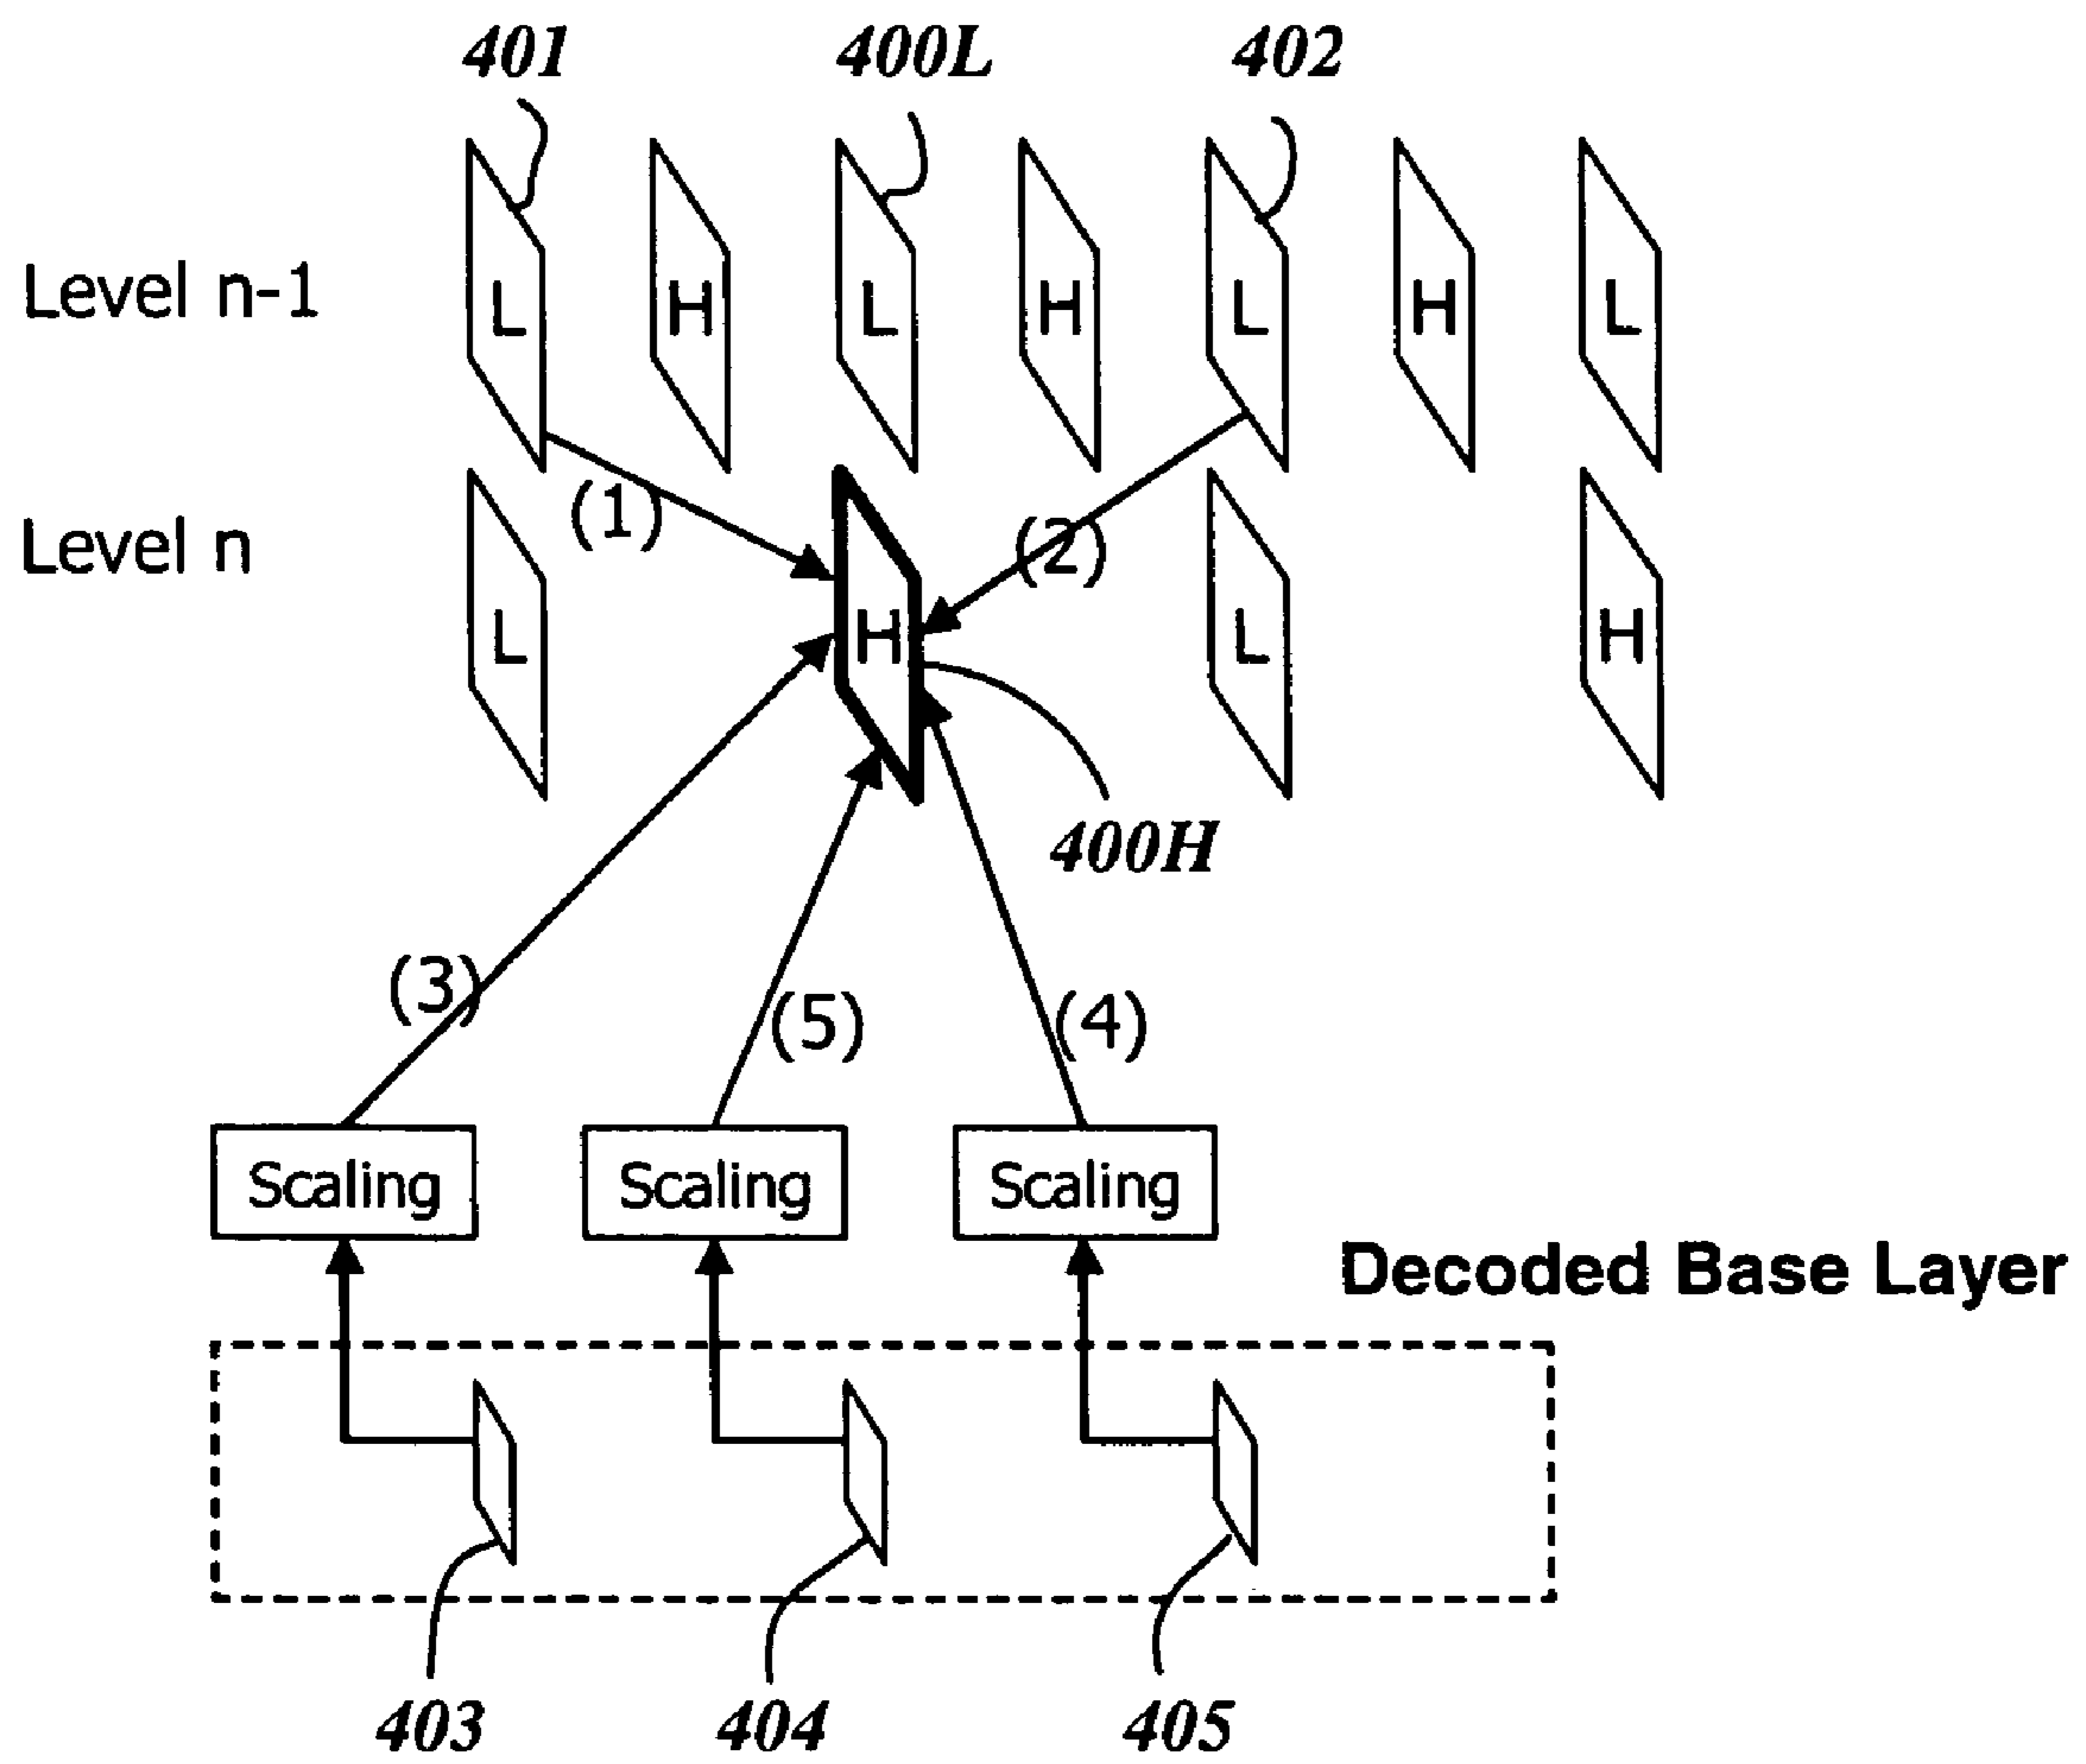 401 400L 402
Level n-1
L H L H L H L
(1) (2)
Level n
L H L H
400H
(3) (5) (4)
Scaling Scaling Scaling
Decoded Base Layer
403 404 405